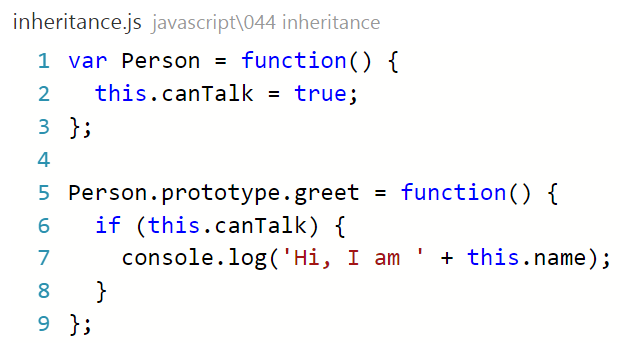 inheritance.js javascript\044 inheritance
1 var Person = function() {
2   this.canTalk = true;
3 };
4
5 Person.prototype.greet = function() {
6   if (this.canTalk) {
7     console.log('Hi, I am ' + this.name);
8   }
9 };